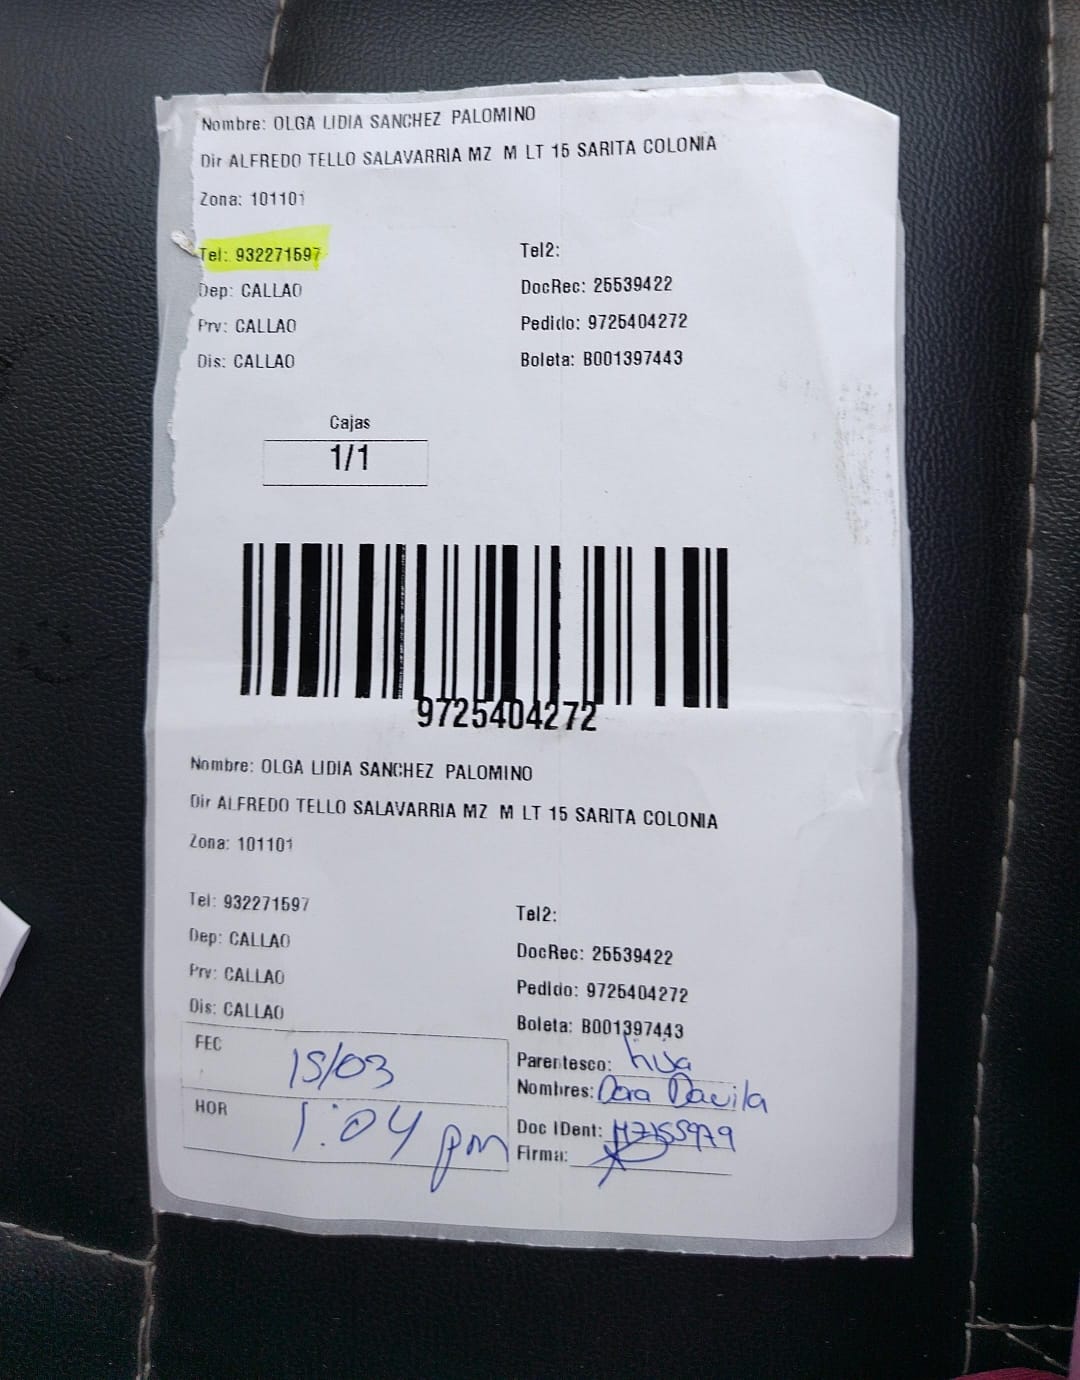 Nombre: OLGA LIDIA SANCHEZ PALOMINO
Dir ALFREDO TELLO SALAVARRIA MZ M LT 15 SARITA COLONIA
Zona: 101101
Tel: 932271597
Tel2:
Dep: CALLAO
DocRec: 25539422
Prv: CALLAO
Pedido: 9725404272
Dis: CALLAO
Boleta: B001397443
Cajas
1/1
9725404272
Nombre: OLGA LIDIA SANCHEZ PALOMINO
Dir ALFREDO TELLO SALAVARRIA MZ M LT 15 SARITA COLONIA
Zona: 101101
Tel: 932271597
Tel2:
Dep: CALLAO
DocRec: 25539422
Prv: CALLAO
Pedido: 9725404272
Dis: CALLAO
Boleta: B001397443
FEC 15/03
Parentesco: hija
Nombres: Dora Davila
HOR 1:04 pm
Doc IDent:
Firma: